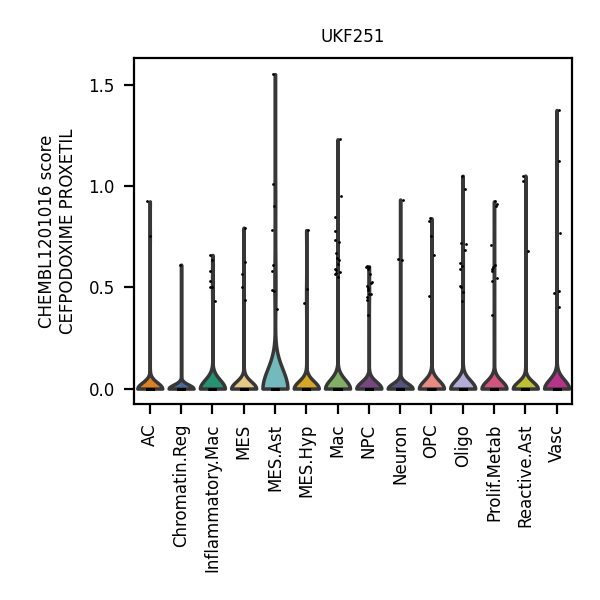 UKF251
CHEMBL1201016 score
CEFPODOXIME PROXETIL
1.5
1.0
0.5
0.0
AC
Chromatin.Reg
Inflammatory.Mac
MES
MES.Ast
MES.Hyp
Mac
NPC
Neuron
OPC
Oligo
Prolif.Metab
Reactive.Ast
Vasc